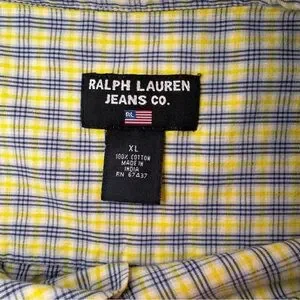 RALPH LAUREN
JEANS CO.
RL
XL
100% COTTON
MADE IN
INDIA
RN 67437